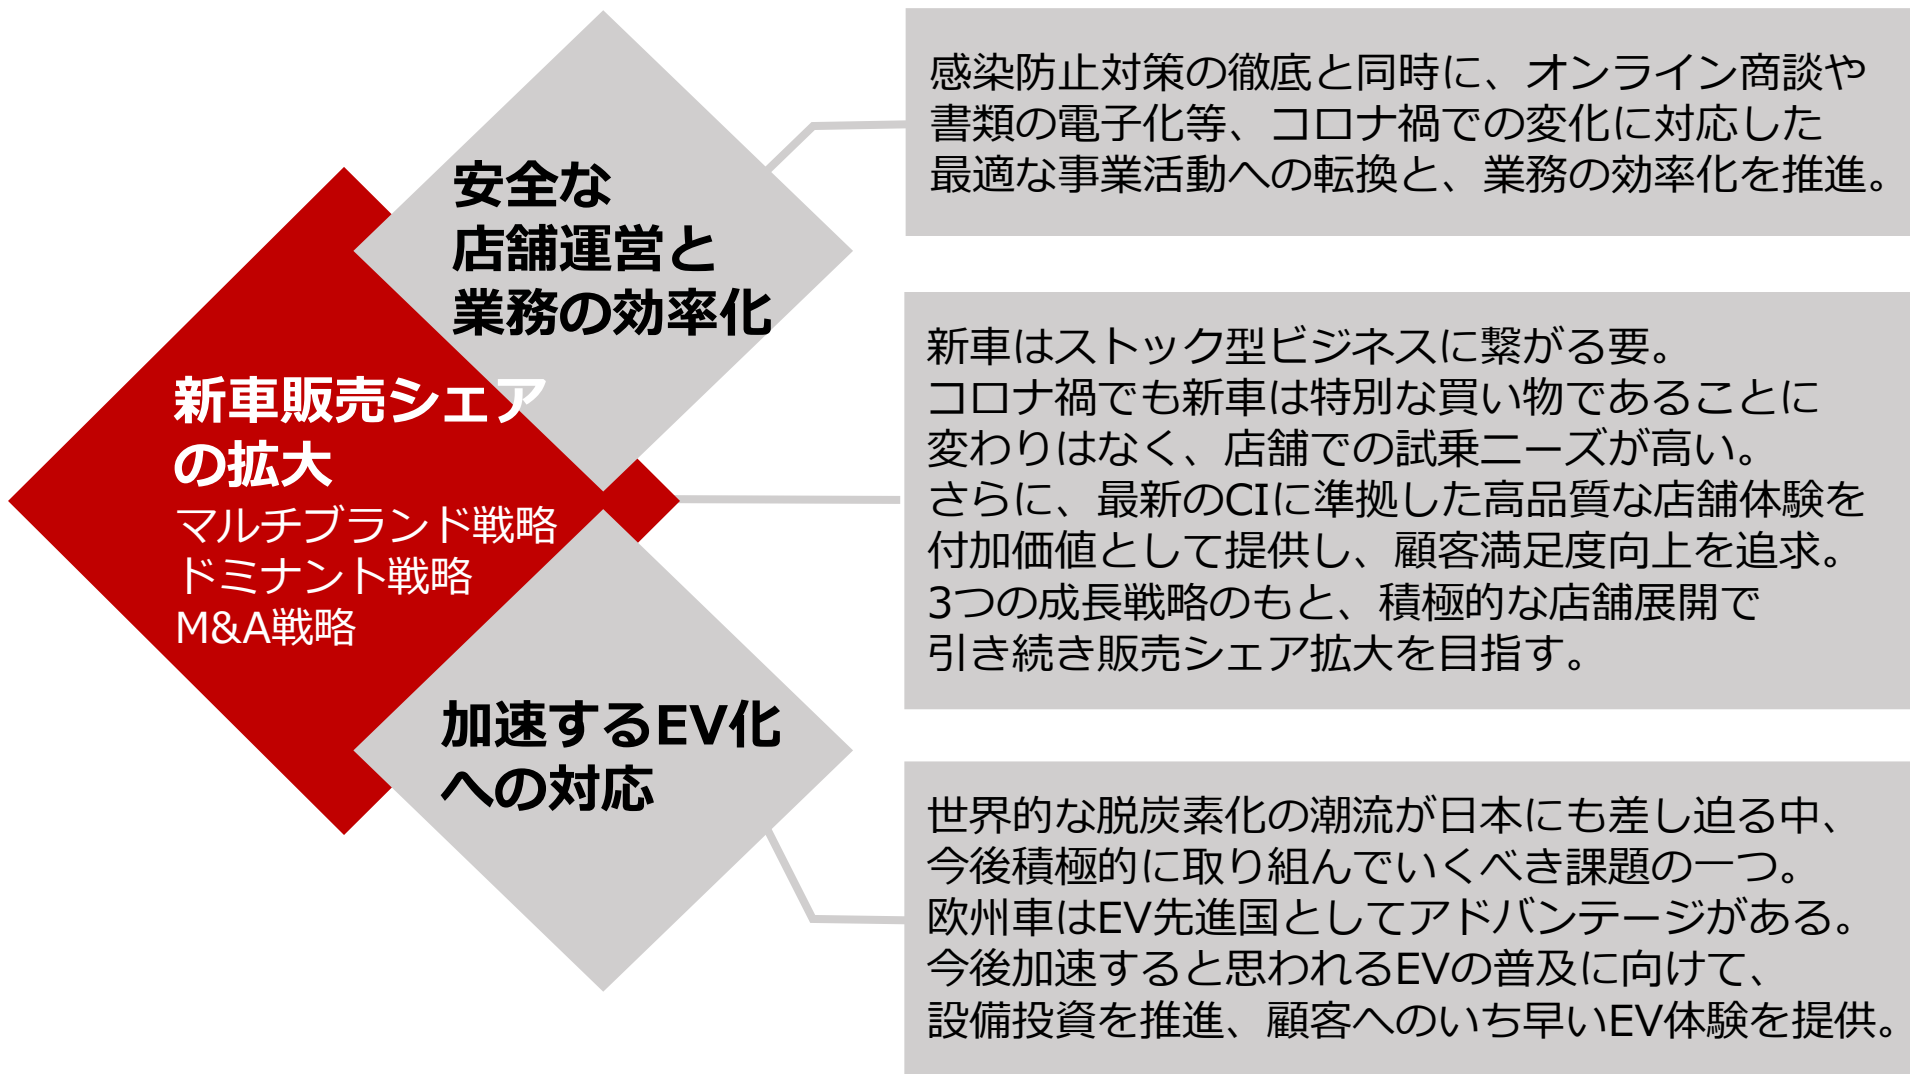 安全な
店舗運営と
業務の効率化
感染防止対策の徹底と同時に、オンライン商談や
書類の電子化等、コロナ禍での変化に対応した
最適な事業活動への転換と、業務の効率化を推進。
新車販売シェア
の拡大
マルチブランド戦略
ドミナント戦略
M&A戦略
新車はストック型ビジネスに繋がる要。
コロナ禍でも新車は特別な買い物であることに
変わりはなく、店舗での試乗ニーズが高い。
さらに、最新のCIに準拠した高品質な店舗体験を
付加価値として提供し、顧客満足度向上を追求。
3つの成長戦略のもと、積極的な店舗展開で
引き続き販売シェア拡大を目指す。
加速するEV化
への対応
世界的な脱炭素化の潮流が日本にも差し迫る中、
今後積極的に取り組んでいくべき課題の一つ。
欧州車はEV先進国としてアドバンテージがある。
今後加速すると思われるEVの普及に向けて、
設備投資を推進、顧客へのいち早いEV体験を提供。